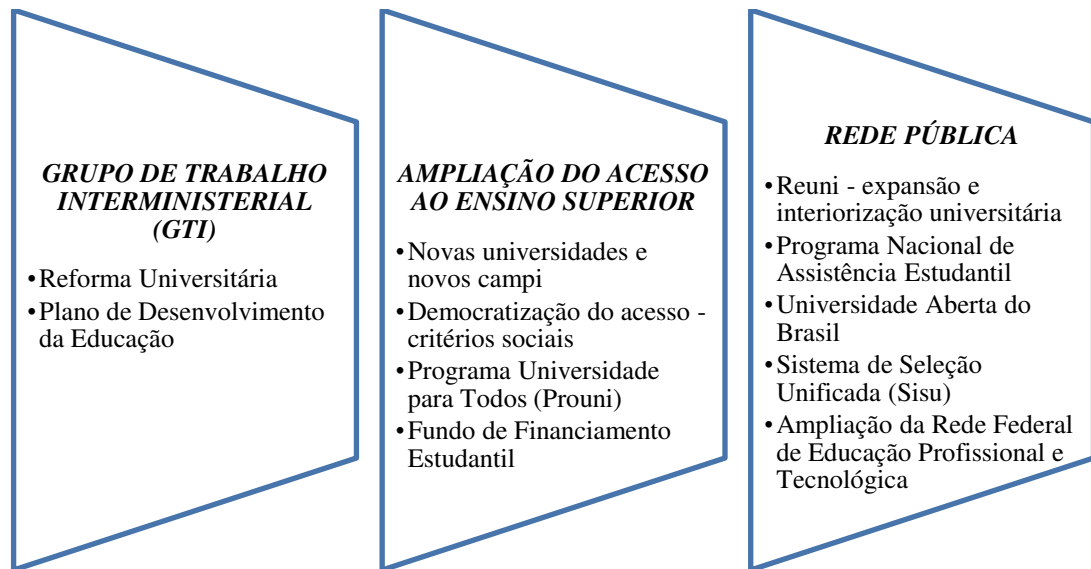 GRUPO DE TRABALHO
INTERMINISTERIAL
(GTI)
•Reforma Universitária
•Plano de Desenvolvimento
da Educação
AMPLIAÇÃO DO ACESSO
AO ENSINO SUPERIOR
•Novas universidades e
novos campi
•Democratização do acesso -
critérios sociais
•Programa Universidade
para Todos (Prouni)
•Fundo de Financiamento
Estudantil
REDE PÚBLICA
•Reuni - expansão e
interiorização universitária
•Programa Nacional de
Assistência Estudantil
•Universidade Aberta do
Brasil
•Sistema de Seleção
Unificada (Sisu)
•Ampliação da Rede Federal
de Educação Profissional e
Tecnológica